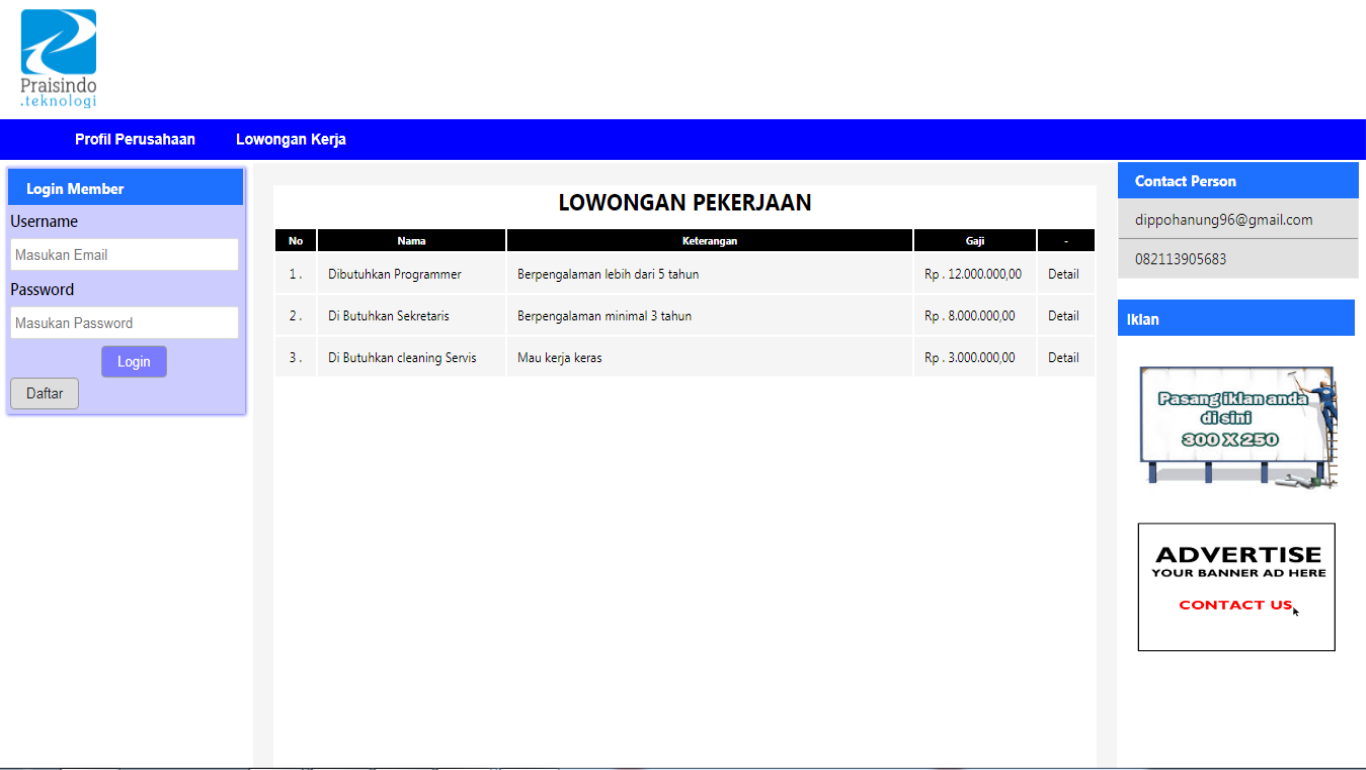 Praisindo
.teknologi
Profil Perusahaan Lowongan Kerja
Login Member
Username
Masukan Email
Password
Masukan Password
Login
Daftar
LOWONGAN PEKERJAAN
No Nama Keterangan Gaji -
1 . Dibutuhkan Programmer Berpengalaman lebih dari 5 tahun Rp . 12.000.000,00 Detail
2 . Di Butuhkan Sekretaris Berpengalaman minimal 3 tahun Rp . 8.000.000,00 Detail
3 . Di Butuhkan cleaning Servis Mau kerja keras Rp . 3.000.000,00 Detail
Contact Person
dippohanung96@gmail.com
082113905683
Iklan
Pasang iklan anda
di sini
300 X 250
ADVERTISE
YOUR BANNER AD HERE
CONTACT US